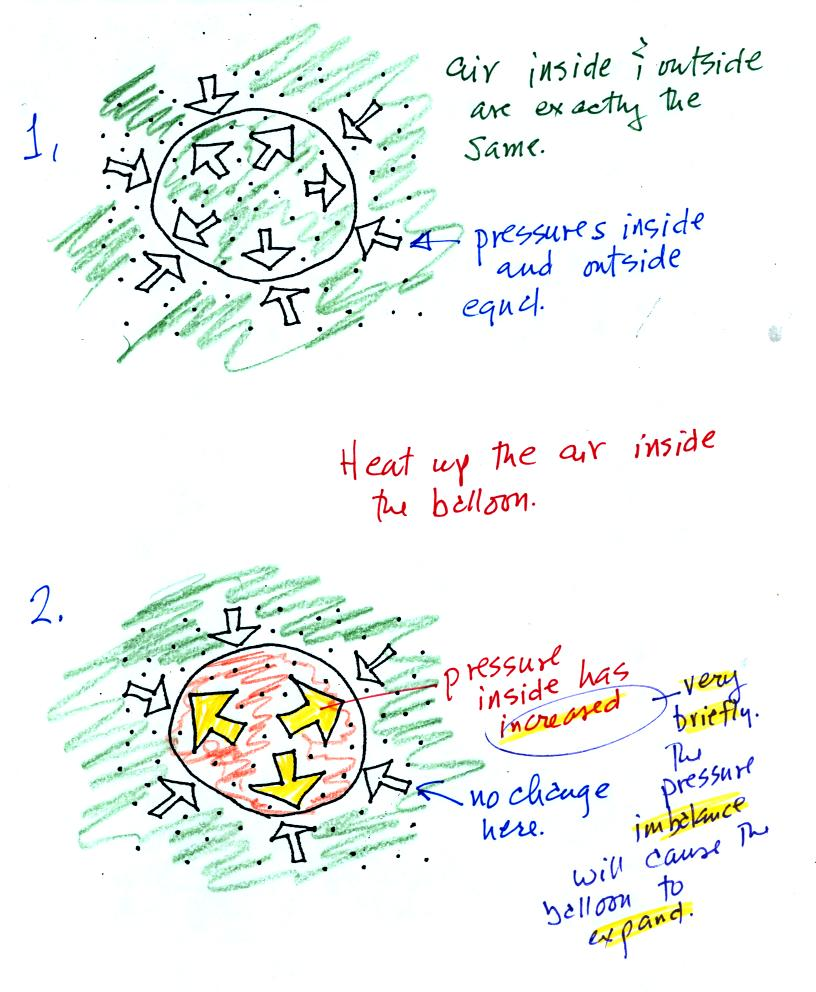 1,
air inside & outside
are exactly the
same.
pressures inside
and outside
equal.
Heat up the air inside
the balloon.
2.
pressure
inside has
increased
very
briefly.
The
pressure
imbalance
will cause the
balloon to
expand.
no change
here.